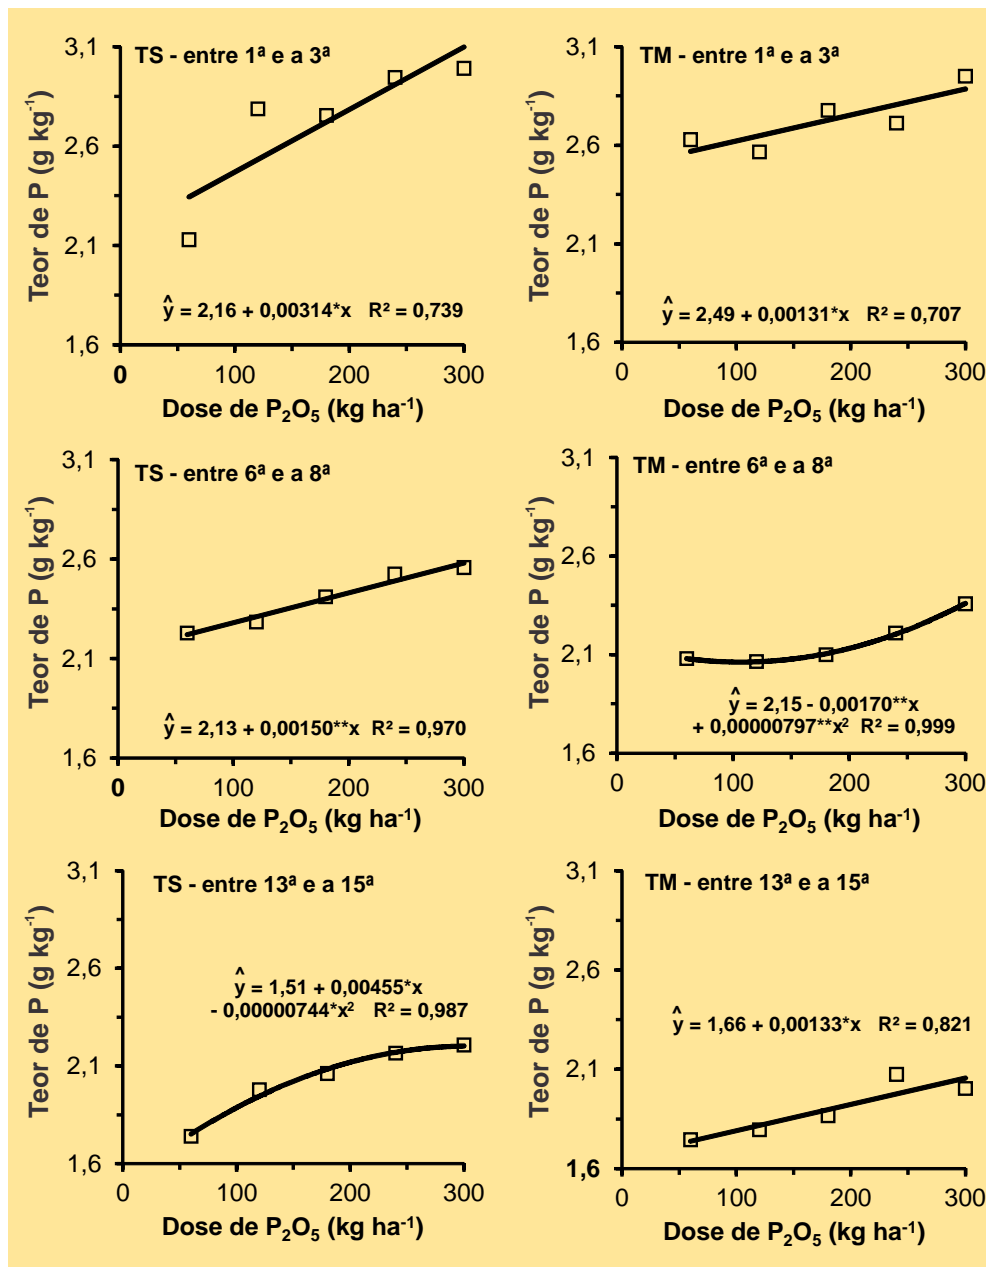 TS - entre 1ª e a 3ª
Teor de P (g kg⁻¹)
3,1
2,6
2,1
1,6
ŷ = 2,16 + 0,00314*x R² = 0,739
0 100 200 300
Dose de P₂O₅ (kg ha⁻¹)
TM - entre 1ª e a 3ª
Teor de P (g kg⁻¹)
3,1
2,6
2,1
1,6
ŷ = 2,49 + 0,00131*x R² = 0,707
0 100 200 300
Dose de P₂O₅ (kg ha⁻¹)
TS - entre 6ª e a 8ª
Teor de P (g kg⁻¹)
3,1
2,6
2,1
1,6
ŷ = 2,13 + 0,00150**x R² = 0,970
0 100 200 300
Dose de P₂O₅ (kg ha⁻¹)
TM - entre 6ª e a 8ª
Teor de P (g kg⁻¹)
3,1
2,6
2,1
1,6
ŷ = 2,15 - 0,00170**x
+ 0,00000797**x² R² = 0,999
0 100 200 300
Dose de P₂O₅ (kg ha⁻¹)
TS - entre 13ª e a 15ª
Teor de P (g kg⁻¹)
3,1
2,6
2,1
1,6
ŷ = 1,51 + 0,00455*x
- 0,00000744*x² R² = 0,987
0 100 200 300
Dose de P₂O₅ (kg ha⁻¹)
TM - entre 13ª e a 15ª
Teor de P (g kg⁻¹)
3,1
2,6
2,1
1,6
ŷ = 1,66 + 0,00133*x R² = 0,821
0 100 200 300
Dose de P₂O₅ (kg ha⁻¹)